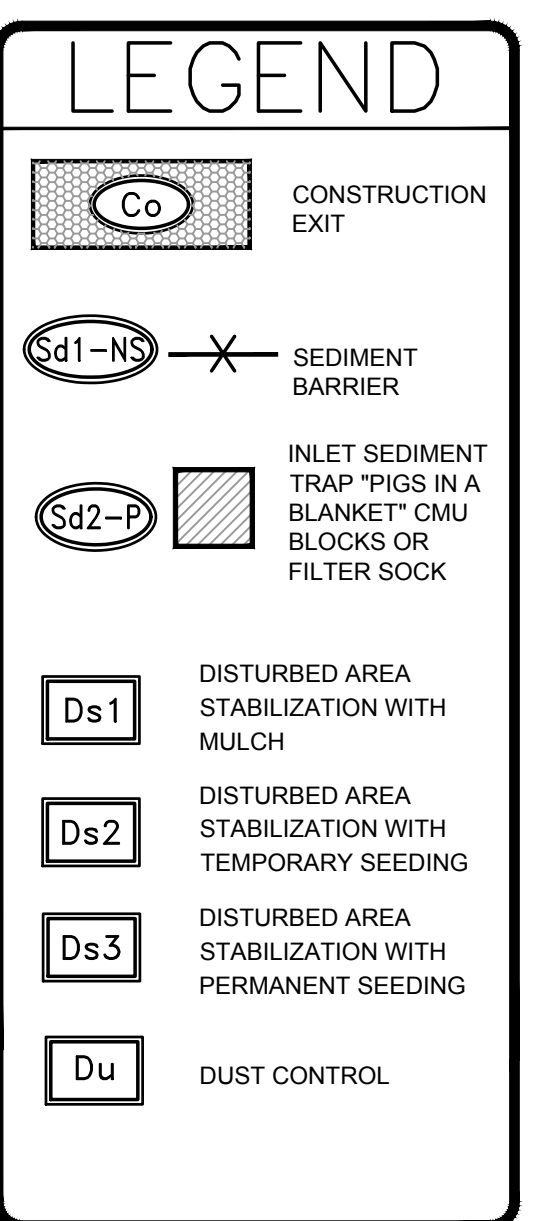 LEGEND
Co
CONSTRUCTION
EXIT
Sd1-NS
SEDIMENT
BARRIER
Sd2-P
INLET SEDIMENT
TRAP "PIGS IN A
BLANKET" CMU
BLOCKS OR
FILTER SOCK
Ds1
DISTURBED AREA
STABILIZATION WITH
MULCH
Ds2
DISTURBED AREA
STABILIZATION WITH
TEMPORARY SEEDING
Ds3
DISTURBED AREA
STABILIZATION WITH
PERMANENT SEEDING
Du
DUST CONTROL